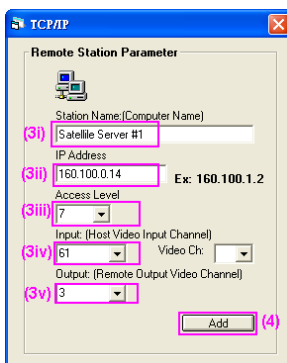 TCP/IP
Remote Station Parameter
Station Name:(Computer Name)
(3i) Satellile Server #1
IP Address
(3ii) 160.100.0.14 Ex: 160.100.1.2
Access Level
(3iii) 7
Input: (Host Video Input Channel)
(3iv) 61 Video Ch:
Output: (Remote Output Video Channel)
(3v) 3
Add (4)